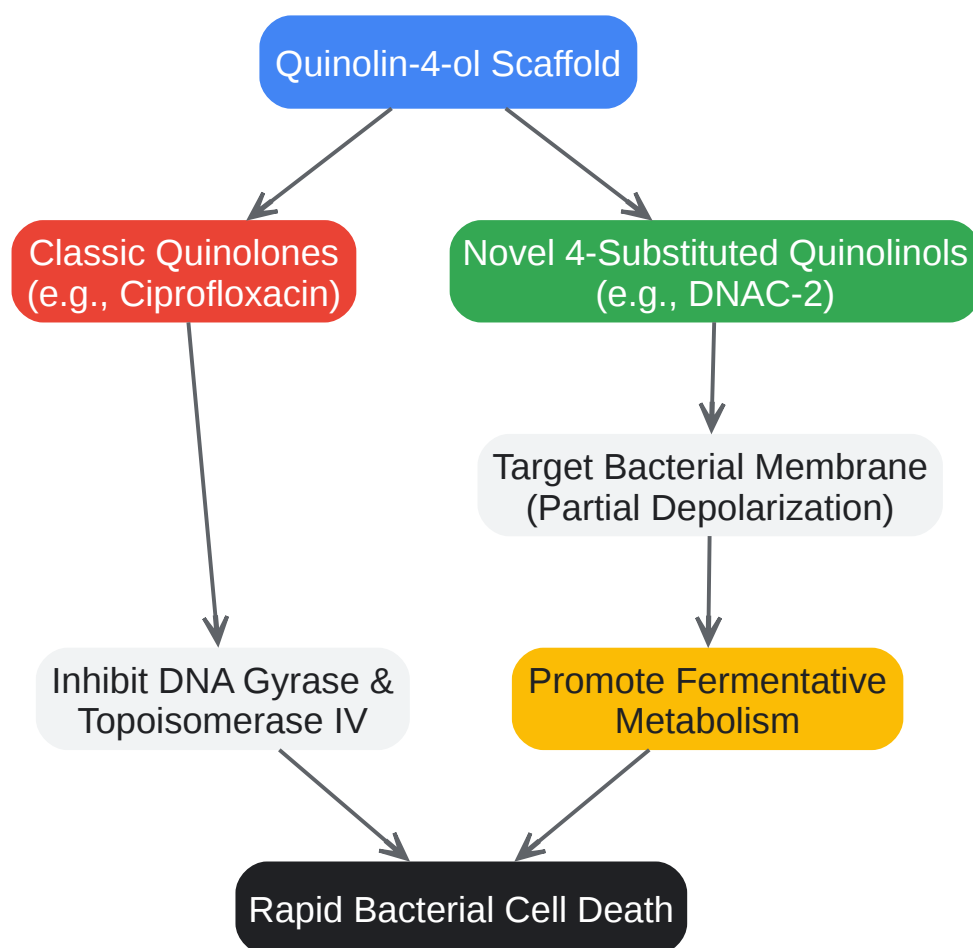 Quinolin-4-ol Scaffold
Classic Quinolones
(e.g., Ciprofloxacin)
Novel 4-Substituted Quinolinols
(e.g., DNAC-2)
Target Bacterial Membrane
(Partial Depolarization)
Inhibit DNA Gyrase &
Topoisomerase IV
Promote Fermentative
Metabolism
Rapid Bacterial Cell Death